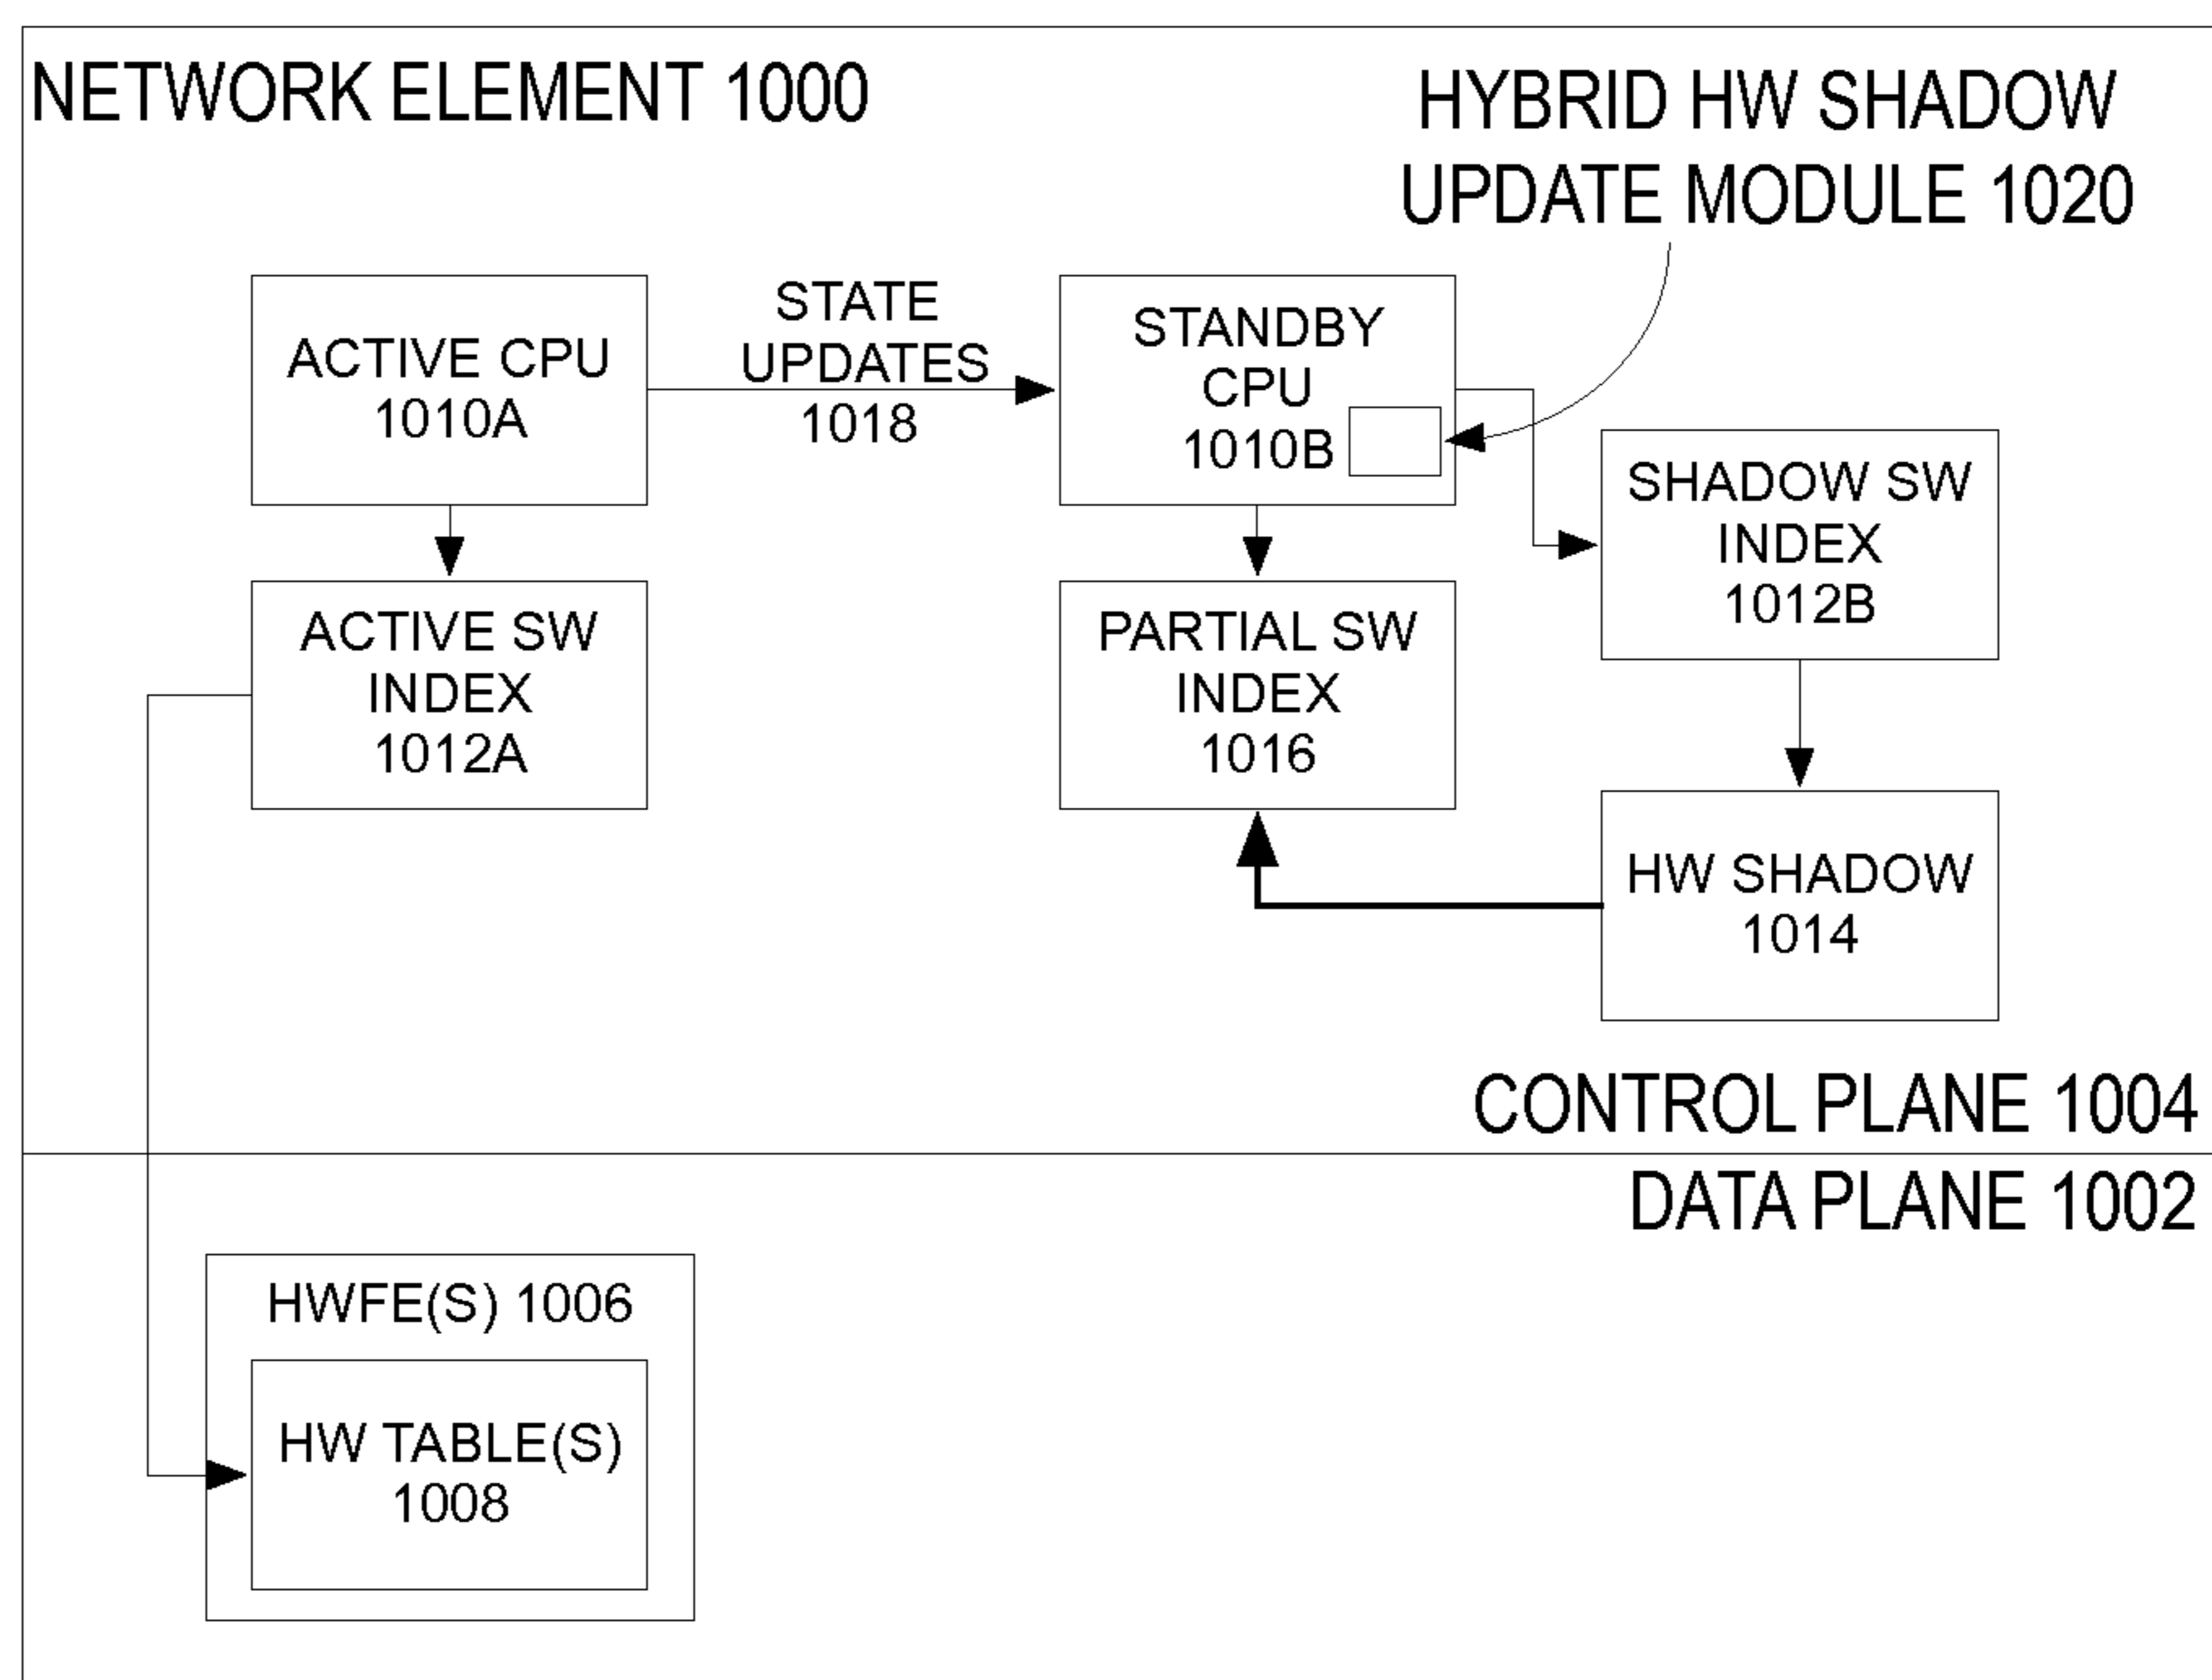 NETWORK ELEMENT 1000
HYBRID HW SHADOW
UPDATE MODULE 1020
ACTIVE CPU
1010A
STATE
UPDATES
1018
STANDBY
CPU
1010B
SHADOW SW
INDEX
1012B
ACTIVE SW
INDEX
1012A
PARTIAL SW
INDEX
1016
HW SHADOW
1014
CONTROL PLANE 1004
DATA PLANE 1002
HWFE(S) 1006
HW TABLE(S)
1008